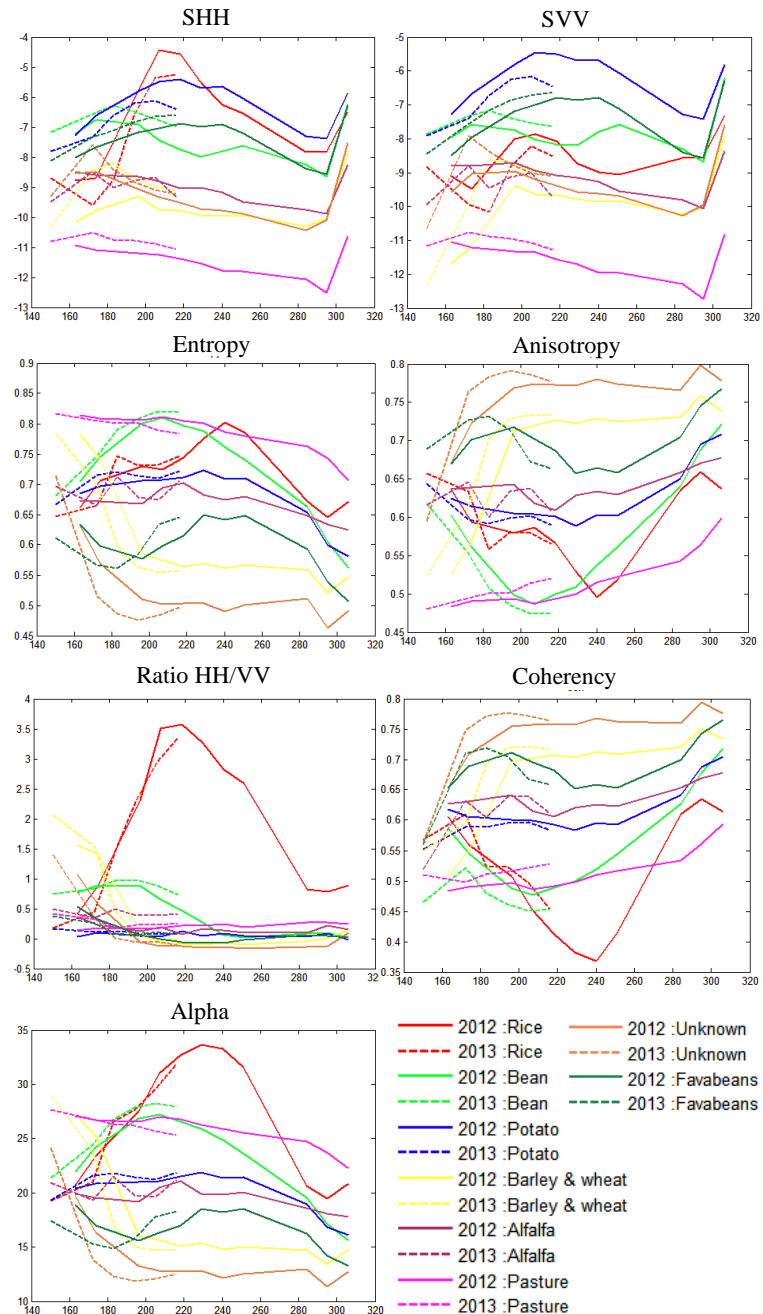 SHH
SVV
-4
-5
-6
-7
-8
-9
-10
-11
-12
-13
140 160 180 200 220 240 260 280 300 320
-5
-6
-7
-8
-9
-10
-11
-12
-13
140 160 180 200 220 240 260 280 300 320
Entropy
Anisotropy
0.9
0.85
0.8
0.75
0.7
0.65
0.6
0.55
0.5
0.45
140 160 180 200 220 240 260 280 300 320
0.8
0.75
0.7
0.65
0.6
0.55
0.5
0.45
140 160 180 200 220 240 260 280 300 320
Ratio HH/VV
Coherency
4
3.5
3
2.5
2
1.5
1
0.5
0
-0.5
140 160 180 200 220 240 260 280 300 32
0.8
0.75
0.7
0.65
0.6
0.55
0.5
0.45
0.4
0.35
140 160 180 200 220 240 260 280 300 320
Alpha
35
30
25
20
15
10
140 160 180 200 220 240 260 280 300 320
2012 :Rice
2013 :Rice
2012 :Bean
2013 :Bean
2012 :Potato
2013 :Potato
2012 :Barley & wheat
2013 :Barley & wheat
2012 :Alfalfa
2013 :Alfalfa
2012 :Pasture
2013 :Pasture
2012 :Unknown
2013 :Unknown
2012 :Favabeans
2013 :Favabeans